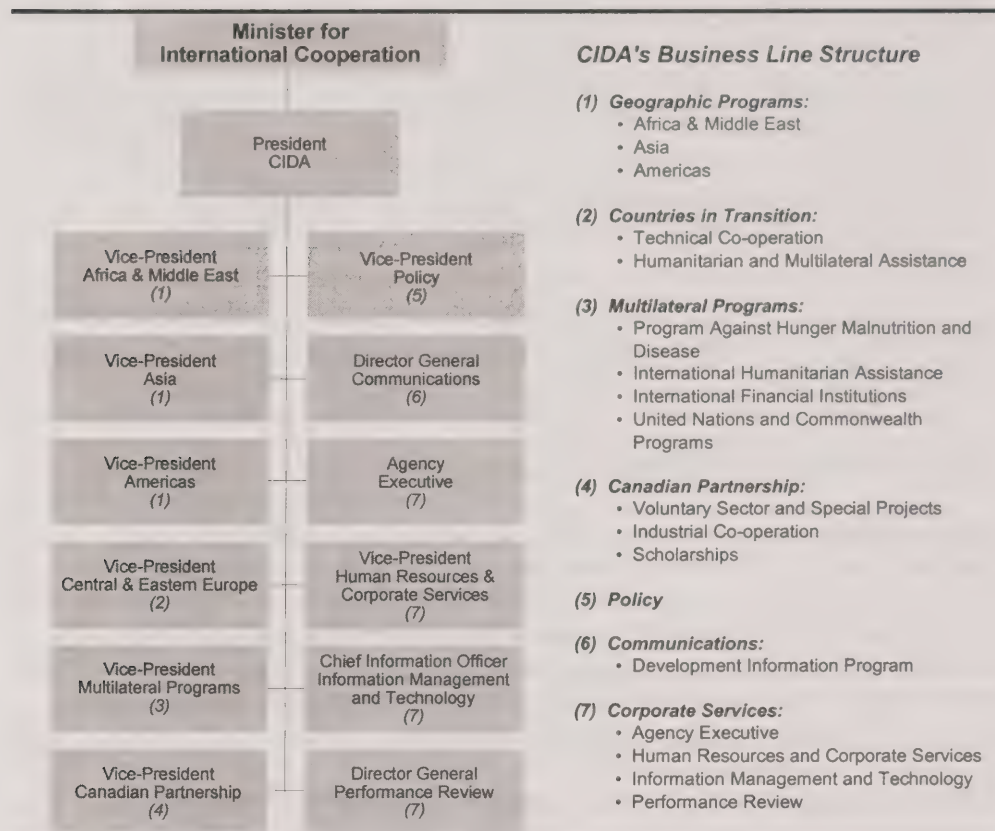 Minister for
International Cooperation
President
CIDA
Vice-President
Africa & Middle East
(1)
Vice-President
Policy
(5)
Vice-President
Asia
(1)
Director General
Communications
(6)
Vice-President
Americas
(1)
Agency
Executive
(7)
Vice-President
Central & Eastern Europe
(2)
Vice-President
Human Resources &
Corporate Services
(7)
Vice-President
Multilateral Programs
(3)
Chief Information Officer
Information Management
and Technology
(7)
Vice-President
Canadian Partnership
(4)
Director General
Performance Review
(7)
CIDA's Business Line Structure
(1) Geographic Programs:
• Africa & Middle East
• Asia
• Americas
(2) Countries in Transition:
• Technical Co-operation
• Humanitarian and Multilateral Assistance
(3) Multilateral Programs:
• Program Against Hunger Malnutrition and
Disease
• International Humanitarian Assistance
• International Financial Institutions
• United Nations and Commonwealth
Programs
(4) Canadian Partnership:
• Voluntary Sector and Special Projects
• Industrial Co-operation
• Scholarships
(5) Policy
(6) Communications:
• Development Information Program
(7) Corporate Services:
• Agency Executive
• Human Resources and Corporate Services
• Information Management and Technology
• Performance Review